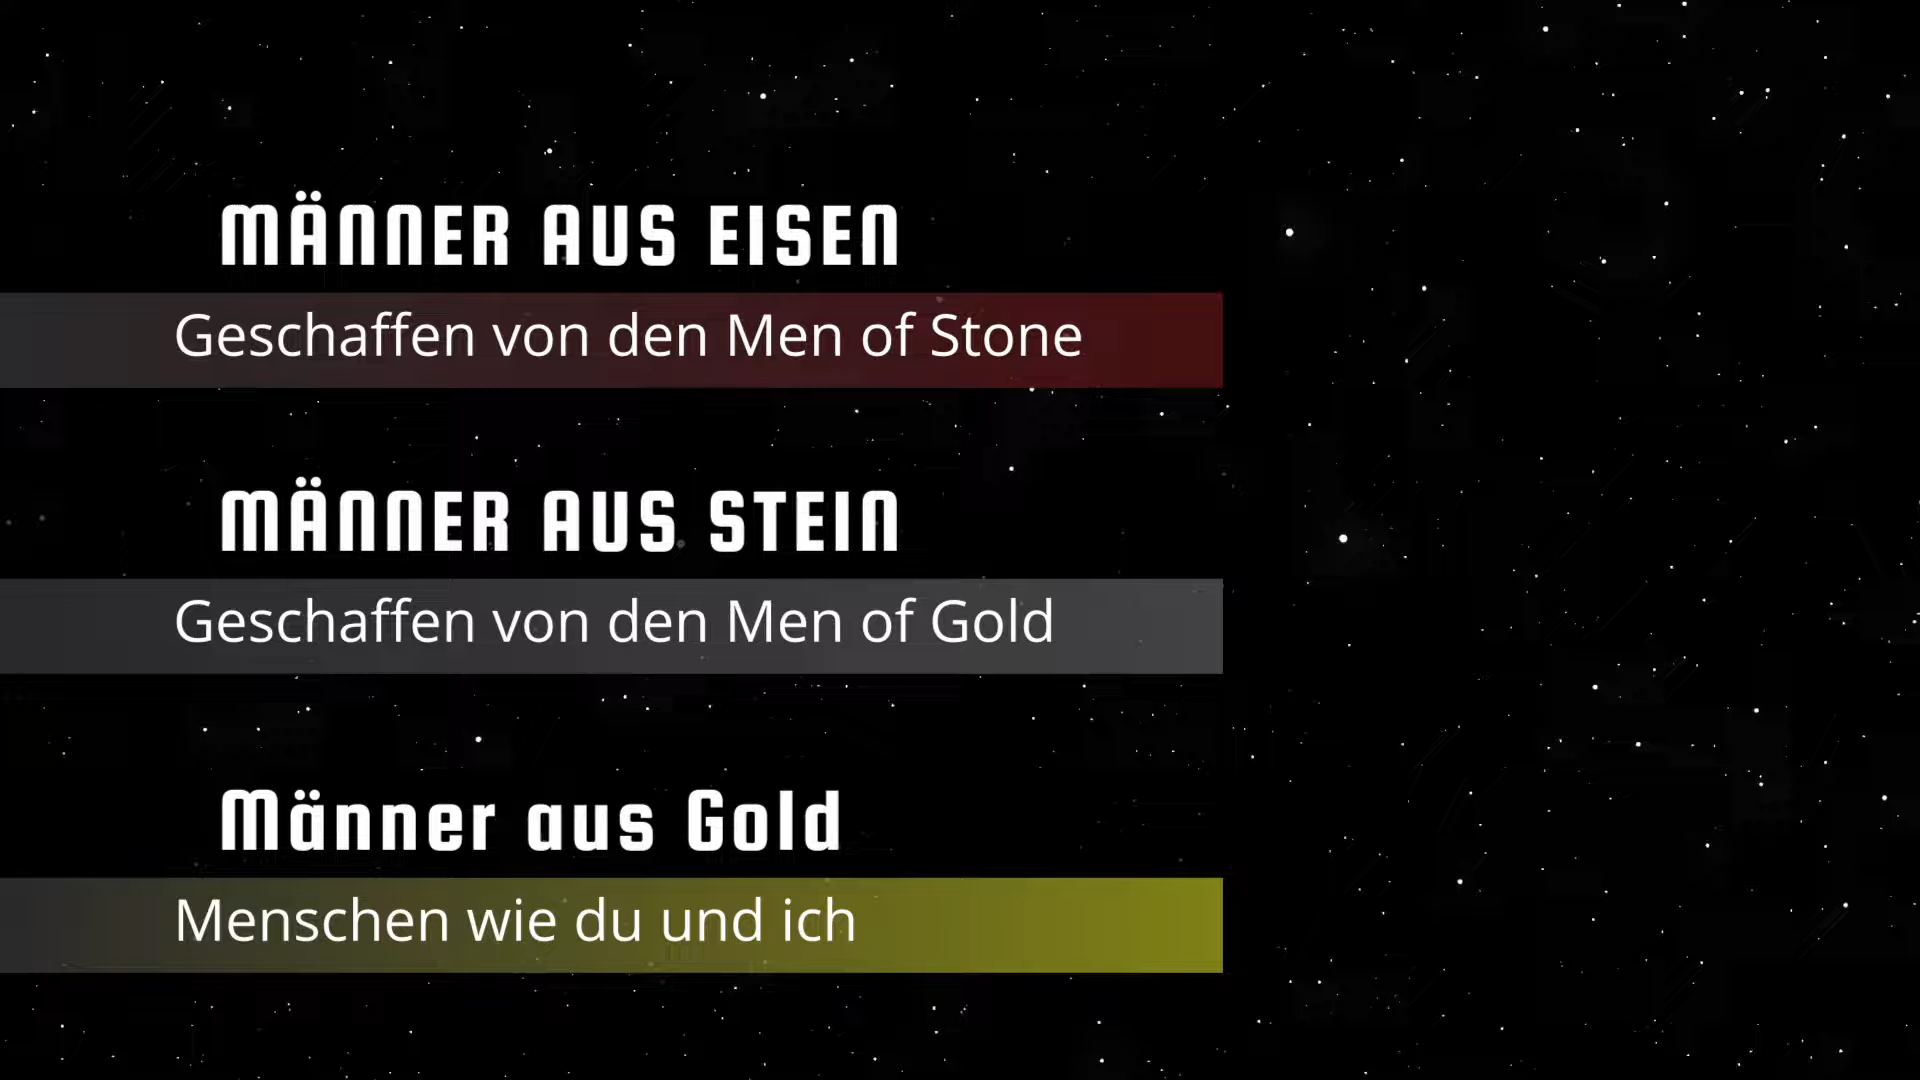 MÄNNER AUS EISEN
Geschaffen von den Men of Stone
MÄNNER AUS STEIN
Geschaffen von den Men of Gold
Männer aus Gold
Menschen wie du und ich